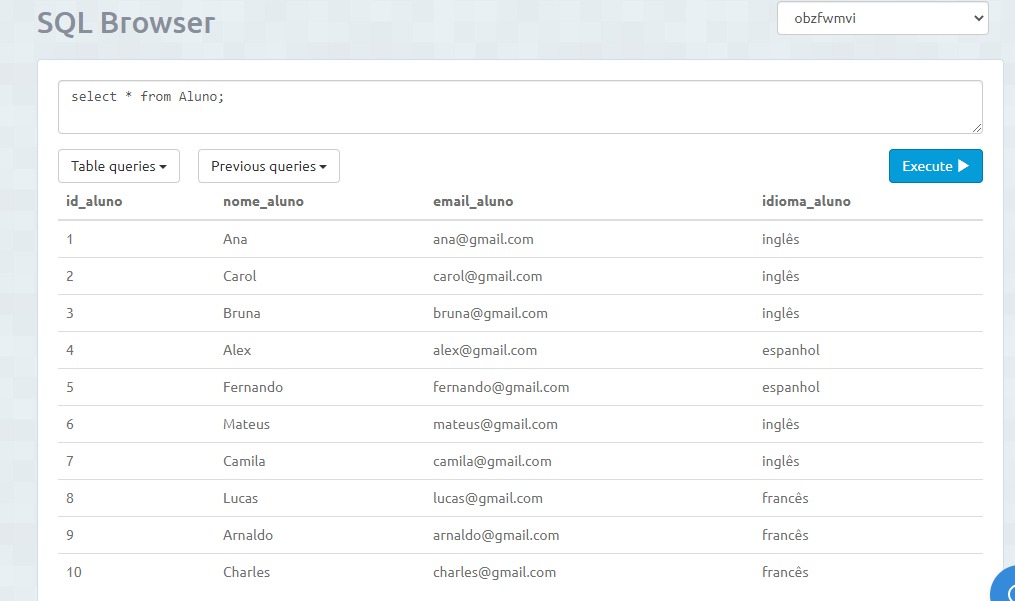 SQL Browser
obzfwmvi
select * from Aluno;
Table queries
Previous queries
Execute
id_aluno nome_aluno email_aluno idioma_aluno
1 Ana ana@gmail.com inglês
2 Carol carol@gmail.com inglês
3 Bruna bruna@gmail.com inglês
4 Alex alex@gmail.com espanhol
5 Fernando fernando@gmail.com espanhol
6 Mateus mateus@gmail.com inglês
7 Camila camila@gmail.com inglês
8 Lucas lucas@gmail.com francês
9 Arnaldo arnaldo@gmail.com francês
10 Charles charles@gmail.com francês